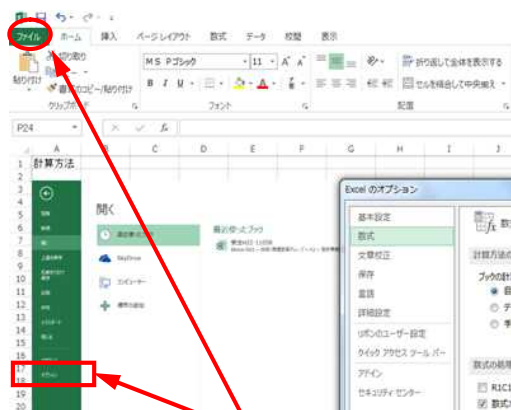 ファイル ホーム 挿入 ページレイアウト 数式 データ 校閲 表示
切り取り
MS Pゴシック 11 A A
折り返して全体を表示する
貼り付け
B I U
セルを結合して中央揃え
書式のコピー/貼り付け
クリップボード フォント 配置
P24 fx
A B C D E F G H I J
1 計算方法
2
3
4
5
6
7
8
9
10
11
12
13
14
15
16
17
18
19
20
開く
最近使ったブック
SkyDrive
コンピューター
場所の追加
Excel のオプション
基本設定
数式
文章校正
保存
言語
詳細設定
リボンのユーザー設定
クイック アクセス ツール バー
アドイン
セキュリティ センター
fx 数
計算方法の
ブックの計
自
デ
手
数式の処理
R1C1
数式